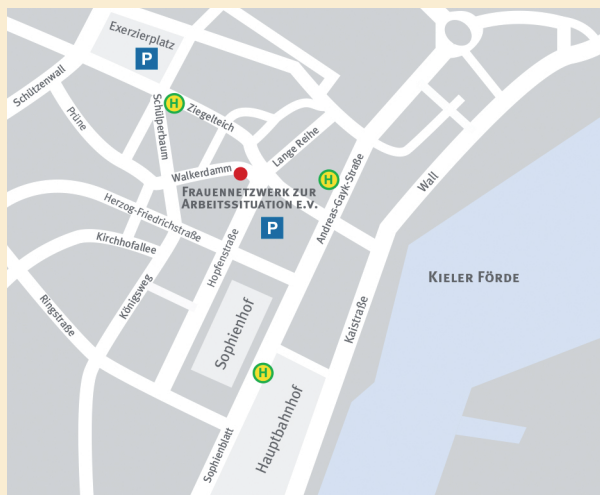 Exerzierplatz
P
Schützenwall
H
Ziegelteich
Prüne
Schülperbaum
Lange Reihe
Walkerdamm
H
Wall
Frauennetzwerk zur
Arbeitssituation e.V.
Andreas-Gayk-Straße
Herzog-Friedrichstraße
P
Kirchhofallee
Hopfenstraße
Kieler Förde
Königsweg
Ringstraße
Kaistraße
Sophienhof
H
Hauptbahnhof
Sophienblatt